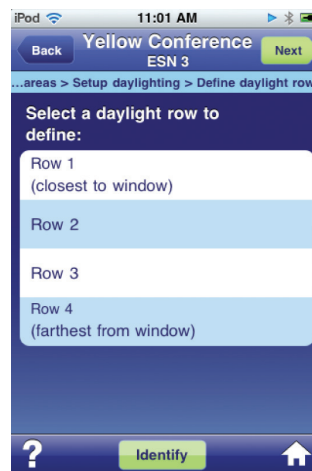 iPod 11:01 AM
Back Yellow Conference Next
ESN 3
...areas > Setup daylighting > Define daylight row
Select a daylight row to
define:
Row 1
(closest to window)
Row 2
Row 3
Row 4
(farthest from window)
? Identify